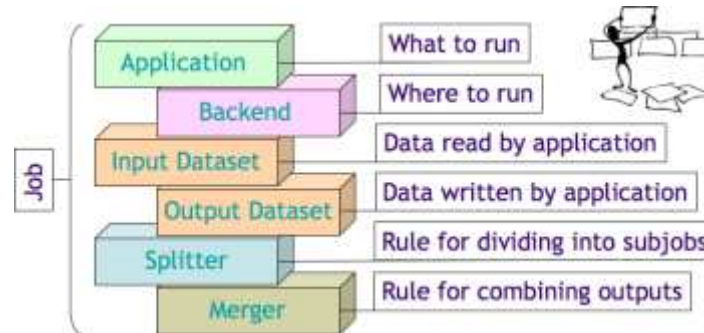 Job
Application
What to run
Backend
Where to run
Input Dataset
Data read by application
Output Dataset
Data written by application
Splitter
Rule for dividing into subjobs
Merger
Rule for combining outputs